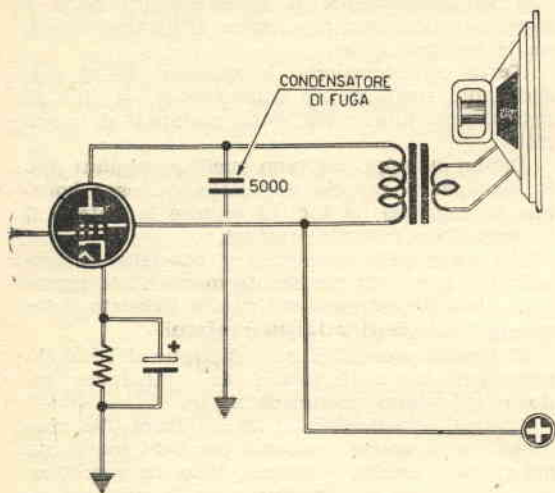 CONDENSATORE
DI FUGA
5000
+
+